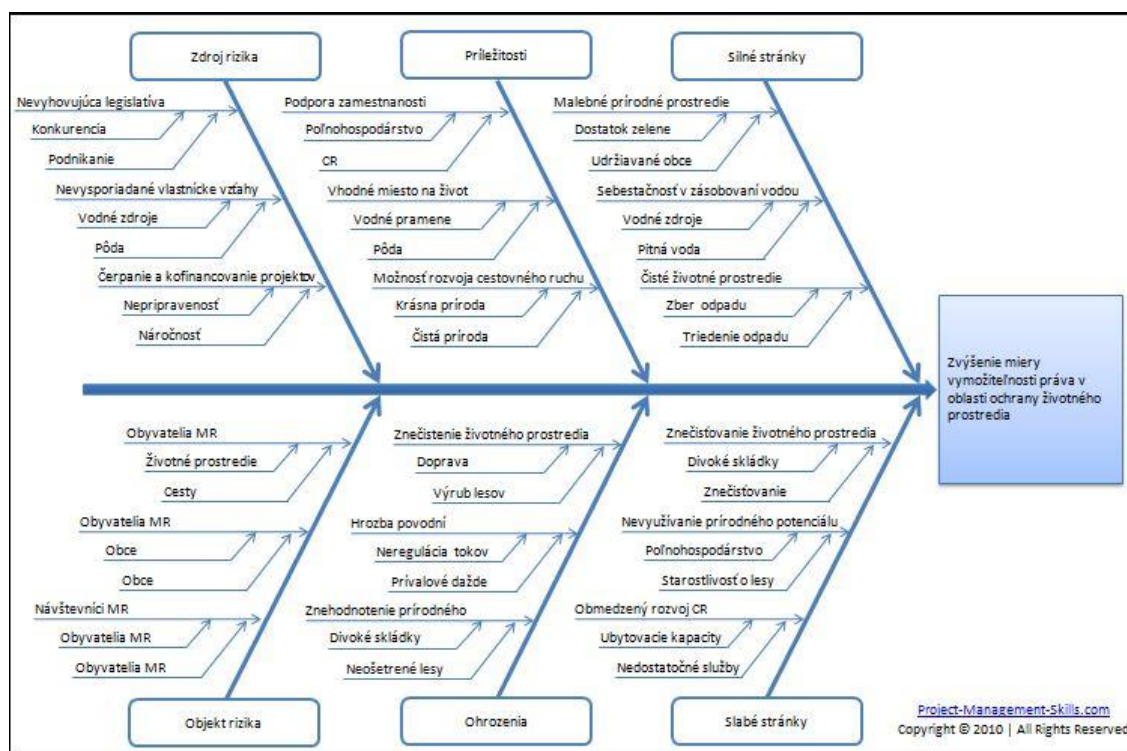 Zdroj rizika
Príležitosti
Silné stránky
Nevyhovujúca legislatíva
Konkurencia
Podnikanie
Nevysporiadané vlastnícke vzťahy
Vodné zdroje
Pôda
Čerpanie a kofinancovanie projektov
Nepripravenosť
Náročnosť
Podpora zamestnanosti
Poľnohospodárstvo
CR
Vhodné miesto na život
Vodné pramene
Pôda
Možnosť rozvoja cestovného ruchu
Krásna príroda
Čistá príroda
Malebné prírodné prostredie
Dostatok zelene
Udržiavané obce
Sebestačnosť v zásobovaní vodou
Vodné zdroje
Pitná voda
Čisté životné prostredie
Zber odpadu
Triedenie odpadu
Zvýšenie miery
vymožiteľnosti práva v
oblasti ochrany životného
prostredia
Obyvatelia MR
Životné prostredie
Cesty
Obyvatelia MR
Obce
Obce
Návštevníci MR
Obyvatelia MR
Obyvatelia MR
Znečistenie životného prostredia
Doprava
Výrub lesov
Hrozba povodní
Neregulácia tokov
Prívalové dažde
Znehodnotenie prírodného
Divoké skládky
Neošetrené lesy
Znečisťovanie životného prostredia
Divoké skládky
Znečisťovanie
Nevyužívanie prírodného potenciálu
Poľnohospodárstvo
Starostlivosť o lesy
Obmedzený rozvoj CR
Ubytovacie kapacity
Nedostatočné služby
Objekt rizika
Ohrozenia
Slabé stránky
Project-Management-Skills.com
Copyright © 2010 | All Rights Reserved